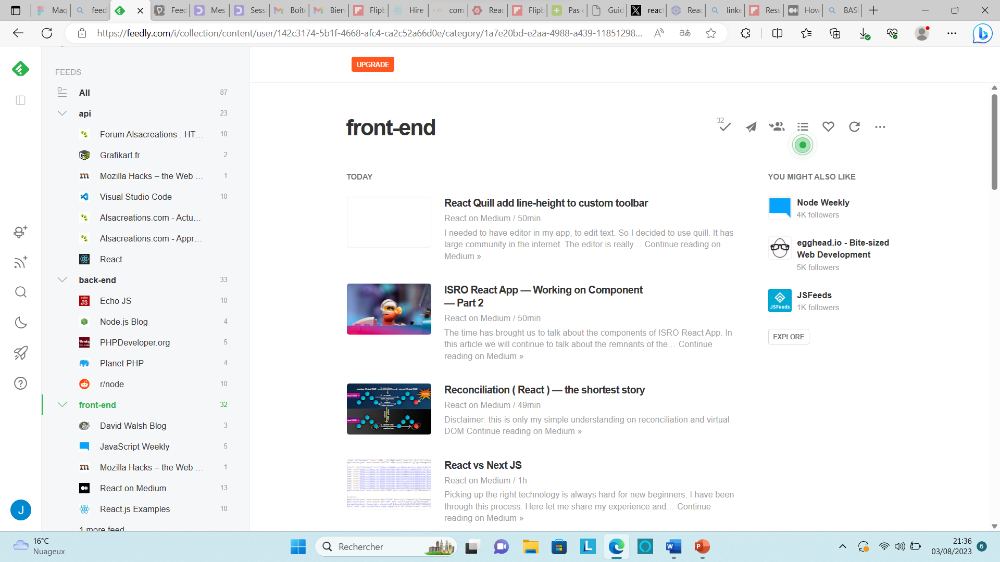 Maq
feed
Feed
Mes
Sess
Boîte
Bien
Flipb
Hire
com
Reac
Flipb
Pas
Guid
react
Reac
linke
Ress
How
BASI
https://feedly.com/i/collection/content/user/142c3174-5b1f-4668-afc4-ca2c52a66d0e/category/1a7e20bd-e2aa-4988-a439-11851298...
UPGRADE
FEEDS
All 87
api 23
Forum Alsacreations : HT... 10
Grafikart.fr 2
Mozilla Hacks – the Web ... 1
Visual Studio Code 10
Alsacreations.com - Actu...
Alsacreations.com - Appr...
React
back-end 33
Echo JS 10
Node.js Blog 4
PHPDeveloper.org 5
Planet PHP 4
r/node 10
front-end 32
David Walsh Blog 3
JavaScript Weekly 5
Mozilla Hacks – the Web ... 1
React on Medium 13
React.js Examples 10
1 more feed
J
front-end
32
TODAY
React Quill add line-height to custom toolbar
React on Medium / 50min
I needed to have editor in my app, to edit text. So I decided to use quill. It has
large community in the internet. The editor is really… Continue reading on
Medium »
ISRO React App — Working on Component
— Part 2
React on Medium / 50min
The time has brought us to talk about the components of ISRO React App. In
this article we will continue to talk about the remnants of the… Continue
reading on Medium »
Reconciliation ( React ) — the shortest story
React on Medium / 49min
Disclaimer: this is only my simple understanding on reconciliation and virtual
DOM Continue reading on Medium »
React vs Next JS
React on Medium / 1h
Picking up the right technology is always hard for new beginners. I have been
through this process. Here let me share my experience and… Continue
reading on Medium »
YOU MIGHT ALSO LIKE
Node Weekly
4K followers
egghead.io - Bite-sized
Web Development
5K followers
JSFeeds
JSFeeds
1K followers
EXPLORE
16°C
Nuageux
Rechercher
21:36
03/08/2023
6